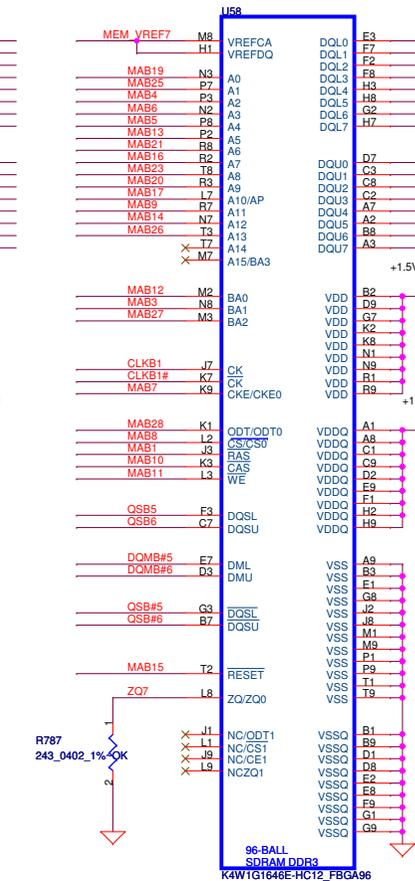 U58
MEM_VREF7 M8 VREFCA DQL0 E3
H1 VREFDQ DQL1 F7
DQL2 F2
MAB19 N3 A0 DQL3 F8
MAB25 P7 A1 DQL4 H3
MAB4 P3 A2 DQL5 H8
MAB6 N2 A3 DQL6 G2
MAB5 P8 A4 DQL7 H7
MAB13 P2 A5
MAB21 R8 A6
MAB16 R2 A7 DQU0 D7
MAB23 T8 A8 DQU1 C3
MAB20 R3 A9 DQU2 C8
MAB17 L7 A10/AP DQU3 C2
MAB9 R7 A11 DQU4 A7
MAB14 N7 A12 DQU5 A2
MAB26 T3 A13 DQU6 B8
T7 A14 DQU7 A3
M7 A15/BA3
+1.5V
MAB12 M2 BA0 VDD B2
MAB3 N8 BA1 VDD D9
MAB27 M3 BA2 VDD G7
VDD K2
VDD K8
VDD N1
CLKB1 J7 CK VDD N9
CLKB1# K7 CK VDD R1
MAB7 K9 CKE/CKE0 VDD R9
+1
MAB28 K1 ODT/ODT0 VDDQ A1
MAB8 L2 CS/CS0 VDDQ A8
MAB1 J3 RAS VDDQ C1
MAB10 K3 CAS VDDQ C9
MAB11 L3 WE VDDQ D2
VDDQ E9
VDDQ F1
QSB5 F3 DQSL VDDQ H2
QSB6 C7 DQSU VDDQ H9
DQMB#5 E7 DML VSS A9
DQMB#6 D3 DMU VSS B3
VSS E1
VSS G8
QSB#5 G3 DQSL VSS J2
QSB#6 B7 DQSU VSS J8
VSS M1
VSS M9
VSS P1
MAB15 T2 RESET VSS P9
VSS T1
ZQ7 L8 ZQ/ZQ0 VSS T9
1
R787
243_0402_1%~OK
2
J1 NC/ODT1 VSSQ B1
L1 NC/CS1 VSSQ B9
J9 NC/CE1 VSSQ D1
L9 NCZQ1 VSSQ D8
VSSQ E2
VSSQ E8
VSSQ F9
VSSQ G1
VSSQ G9
96-BALL
SDRAM DDR3
K4W1G1646E-HC12_FBGA96